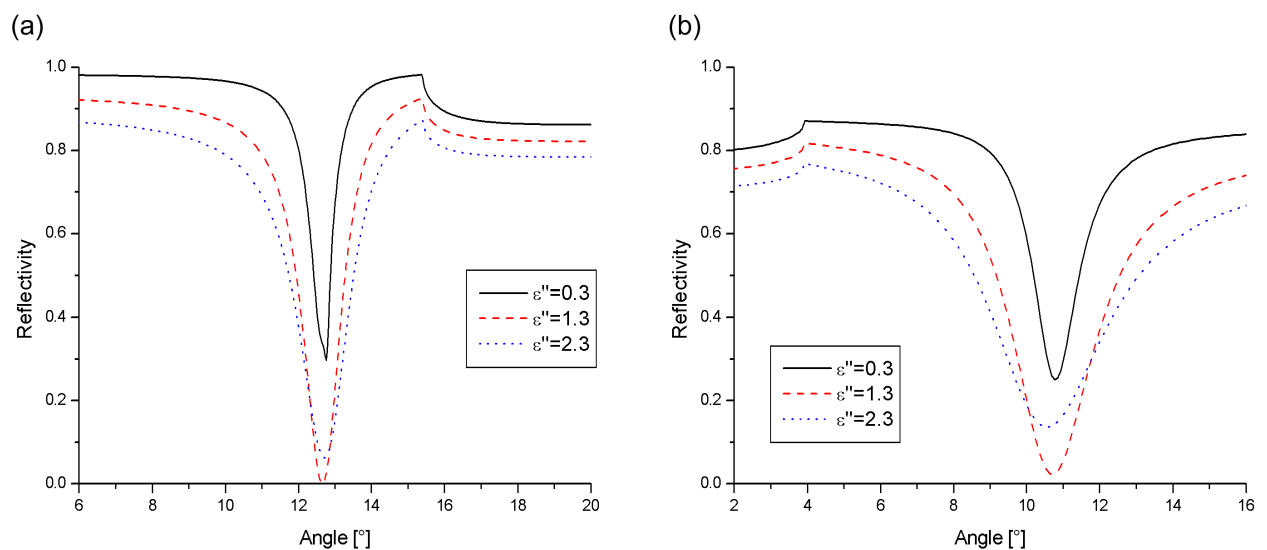 (a)
(b)
1.0
0.8
0.6
0.4
0.2
0.0
Reflectivity
ε"=0.3
ε"=1.3
ε"=2.3
6 8 10 12 14 16 18 20
Angle [°]
1.0
0.8
0.6
0.4
0.2
0.0
Reflectivity
ε"=0.3
ε"=1.3
ε"=2.3
2 4 6 8 10 12 14 16
Angle [°]